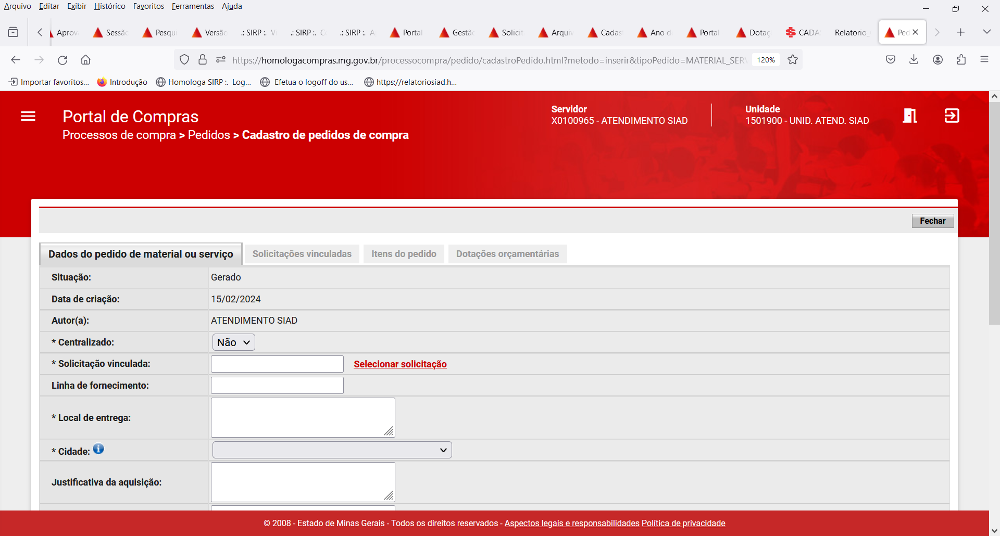 Arquivo Editar Exibir Histórico Favoritos Ferramentas Ajuda
Aprov Sessão Pesqui Versão .: SIRP :. V .: SIRP :. C .: SIRP :. A Portal Gestão Solicit Arquiv Cadas Ano d Portal Dotaç CADA Relatorio_ Ped
https://homologacompras.mg.gov.br/processocompra/pedido/cadastroPedido.html?metodo=inserir&tipoPedido=MATERIAL_SERV 120%
Importar favoritos... Introdução Homologa SIRP :. Log... Efetua o logoff do us... https://relatoriosiad.h...
Portal de Compras
Processos de compra > Pedidos > Cadastro de pedidos de compra
Servidor
X0100965 - ATENDIMENTO SIAD
Unidade
1501900 - UNID. ATEND. SIAD
Fechar
Dados do pedido de material ou serviço Solicitações vinculadas Itens do pedido Dotações orçamentárias
Situação: Gerado
Data de criação: 15/02/2024
Autor(a): ATENDIMENTO SIAD
* Centralizado: Não
* Solicitação vinculada: Selecionar solicitação
Linha de fornecimento:
* Local de entrega:
* Cidade:
Justificativa da aquisição:
© 2008 - Estado de Minas Gerais - Todos os direitos reservados - Aspectos legais e responsabilidades Política de privacidade